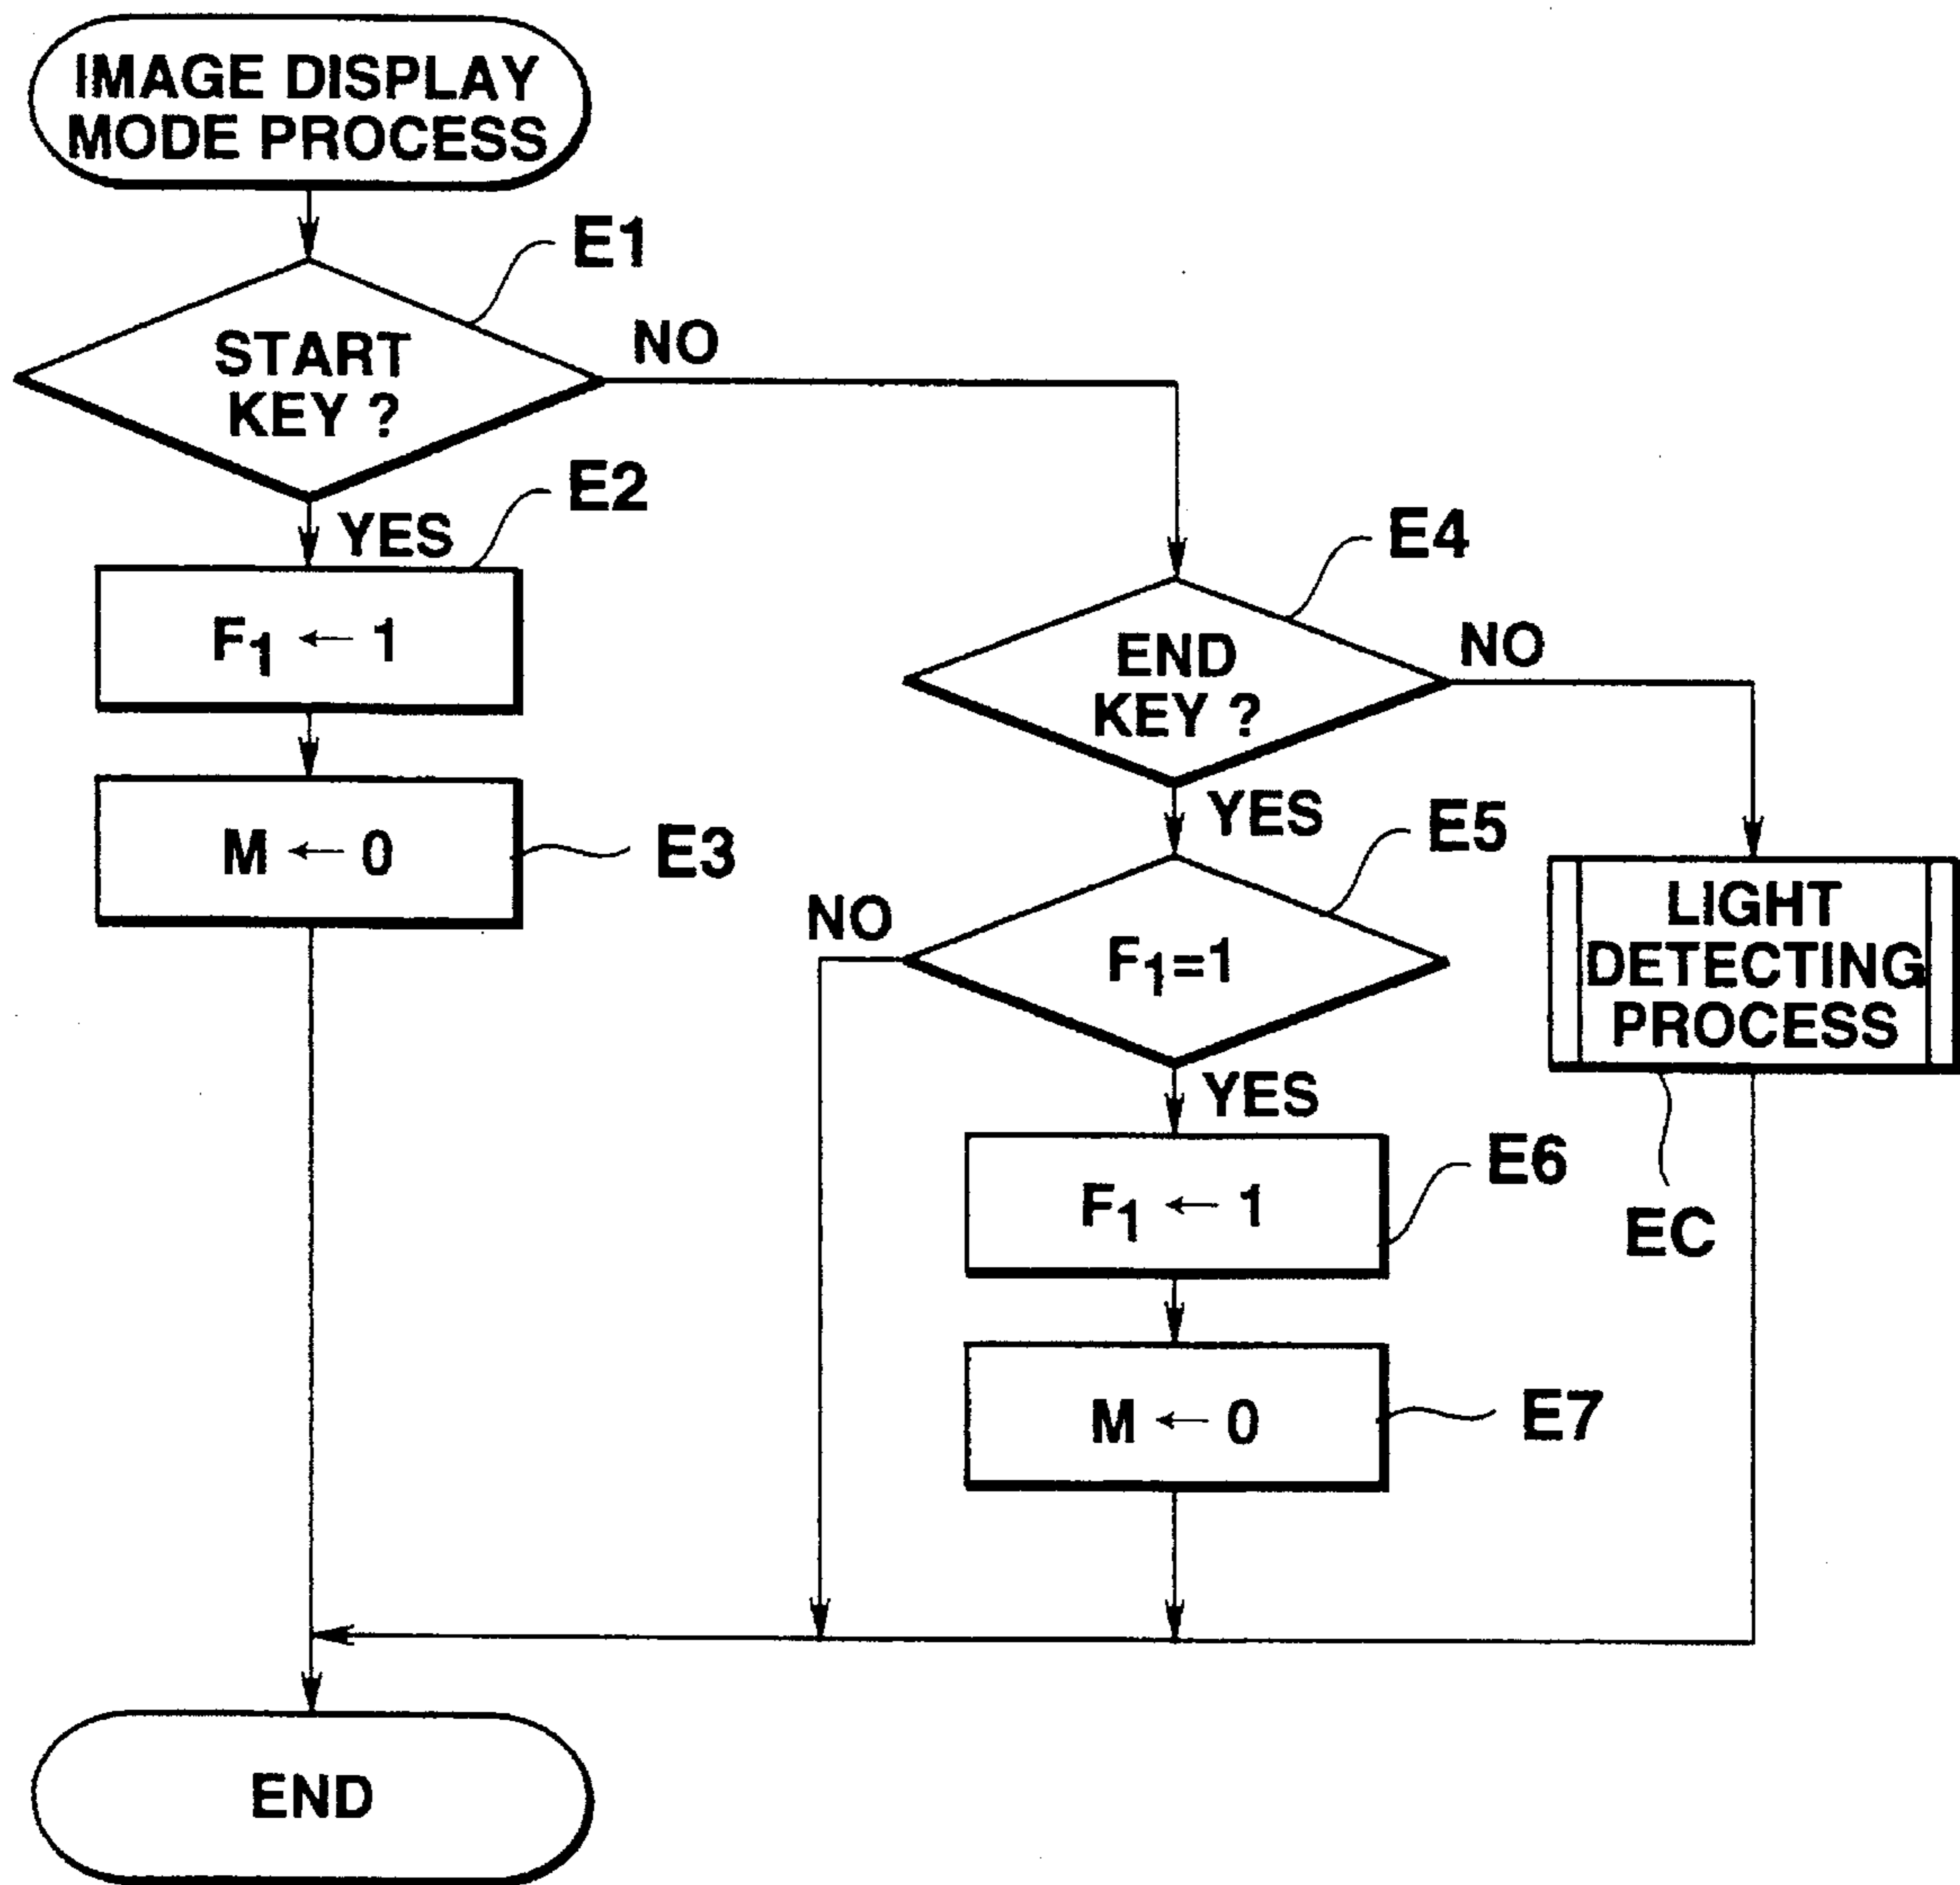 IMAGE DISPLAY
MODE PROCESS
E1
START
KEY ?
NO
YES
E2
F1 ← 1
M ← 0
E3
E4
END
KEY ?
NO
YES
E5
F1=1
NO
YES
LIGHT
DETECTING
PROCESS
EC
E6
F1 ← 1
M ← 0
E7
END